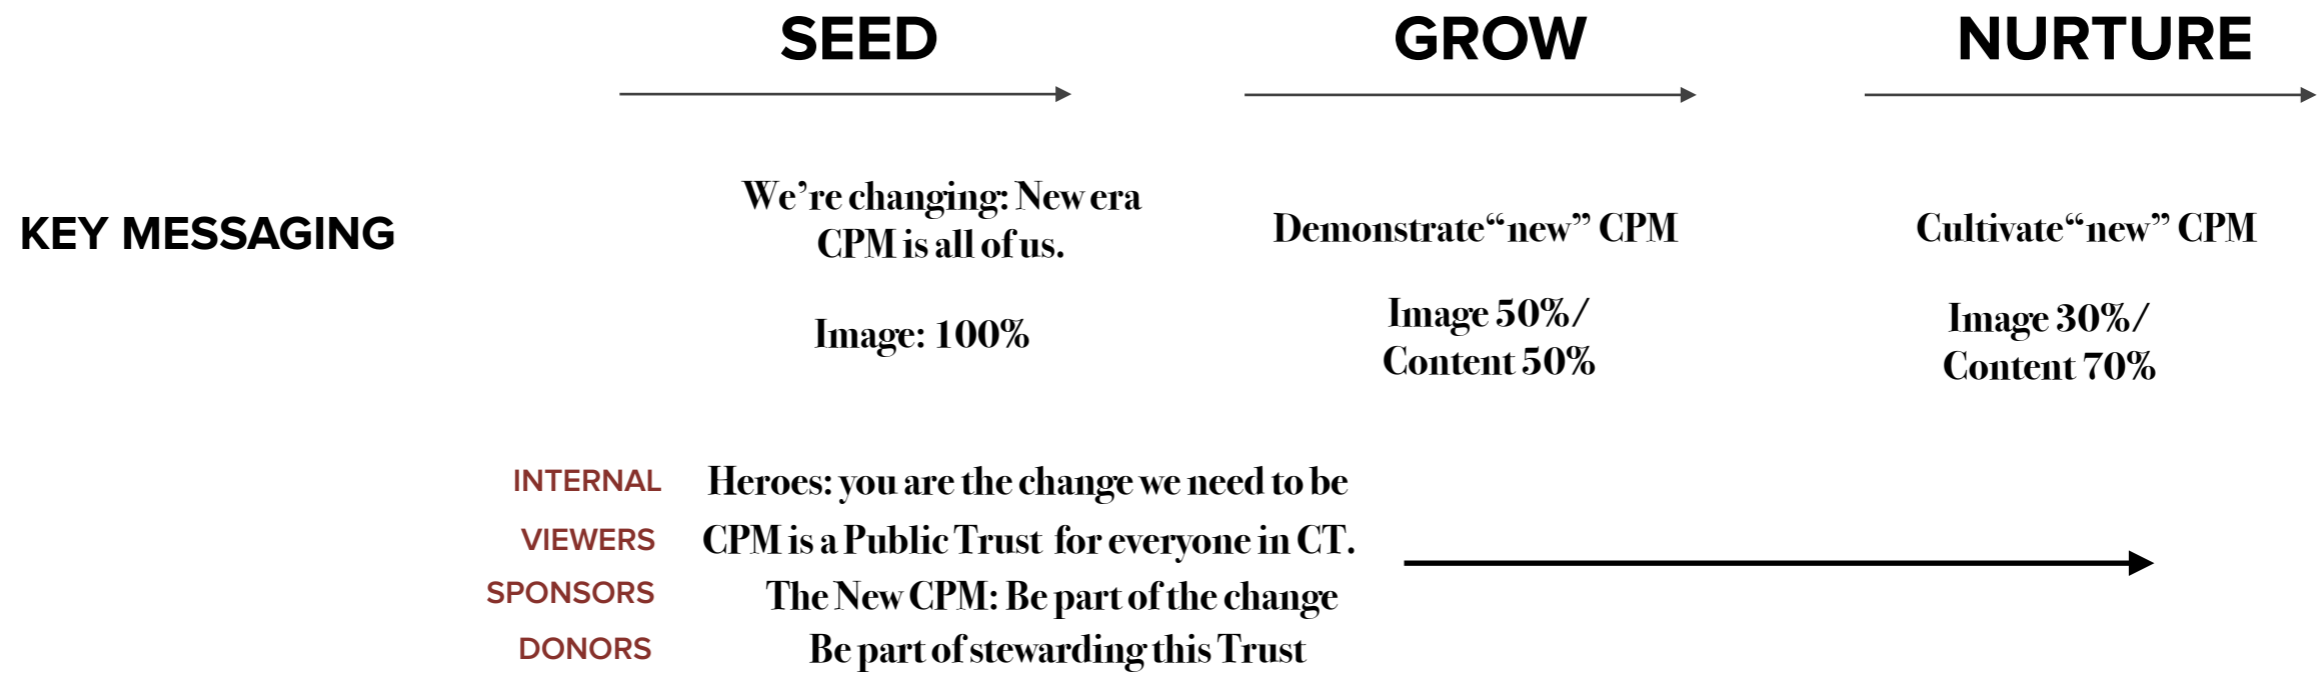 SEED
GROW
NURTURE
KEY MESSAGING
We’re changing: New era
CPM is all of us.
Image: 100%
Demonstrate “new” CPM
Image 50%/
Content 50%
Cultivate “new” CPM
Image 30%/
Content 70%
INTERNAL Heroes: you are the change we need to be
VIEWERS CPM is a Public Trust for everyone in CT.
SPONSORS The New CPM: Be part of the change
DONORS Be part of stewarding this Trust